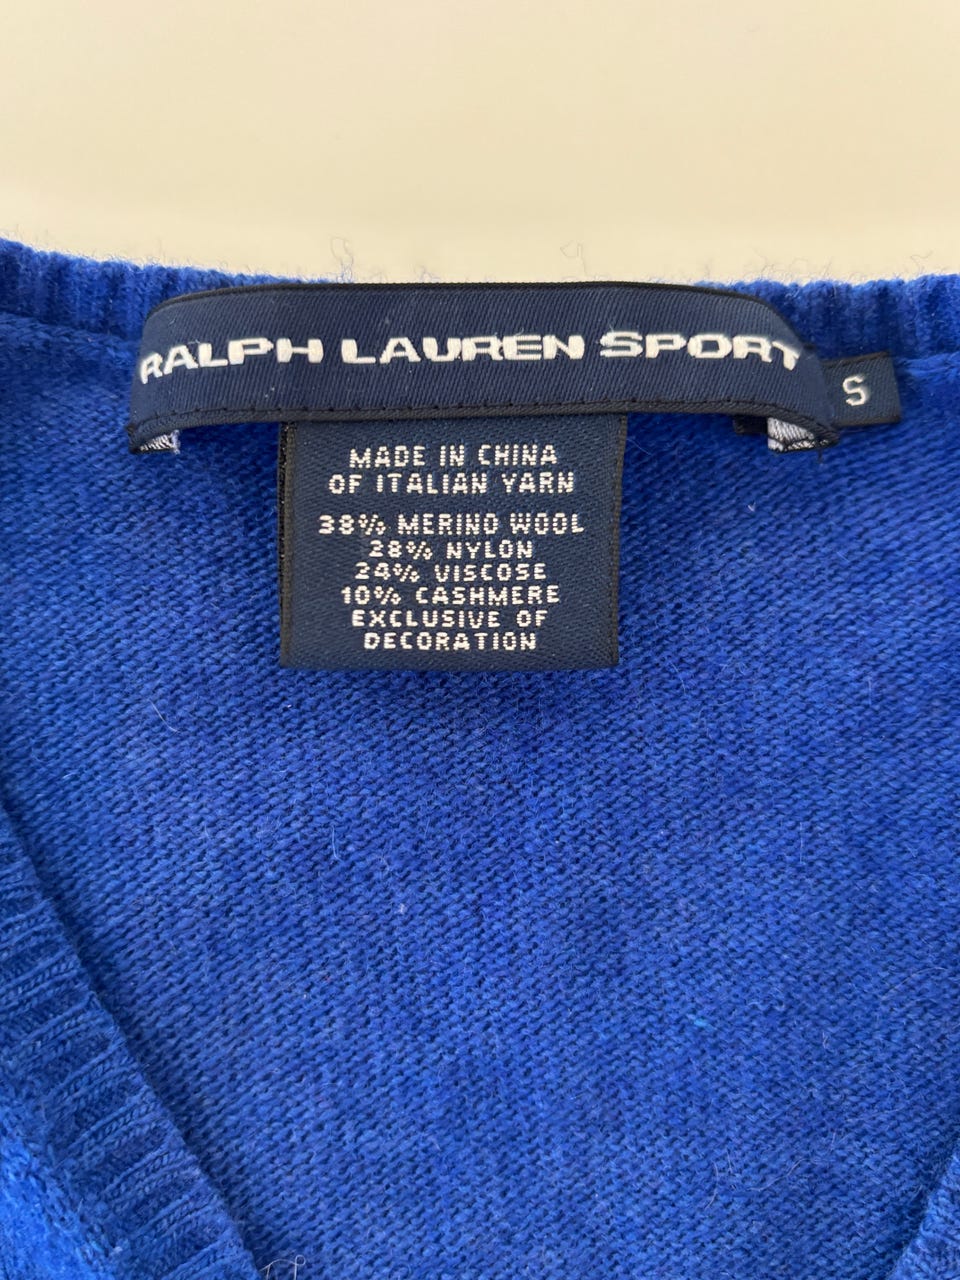 RALPH LAUREN SPORT
S
MADE IN CHINA
OF ITALIAN YARN
38% MERINO WOOL
28% NYLON
24% VISCOSE
10% CASHMERE
EXCLUSIVE OF
DECORATION